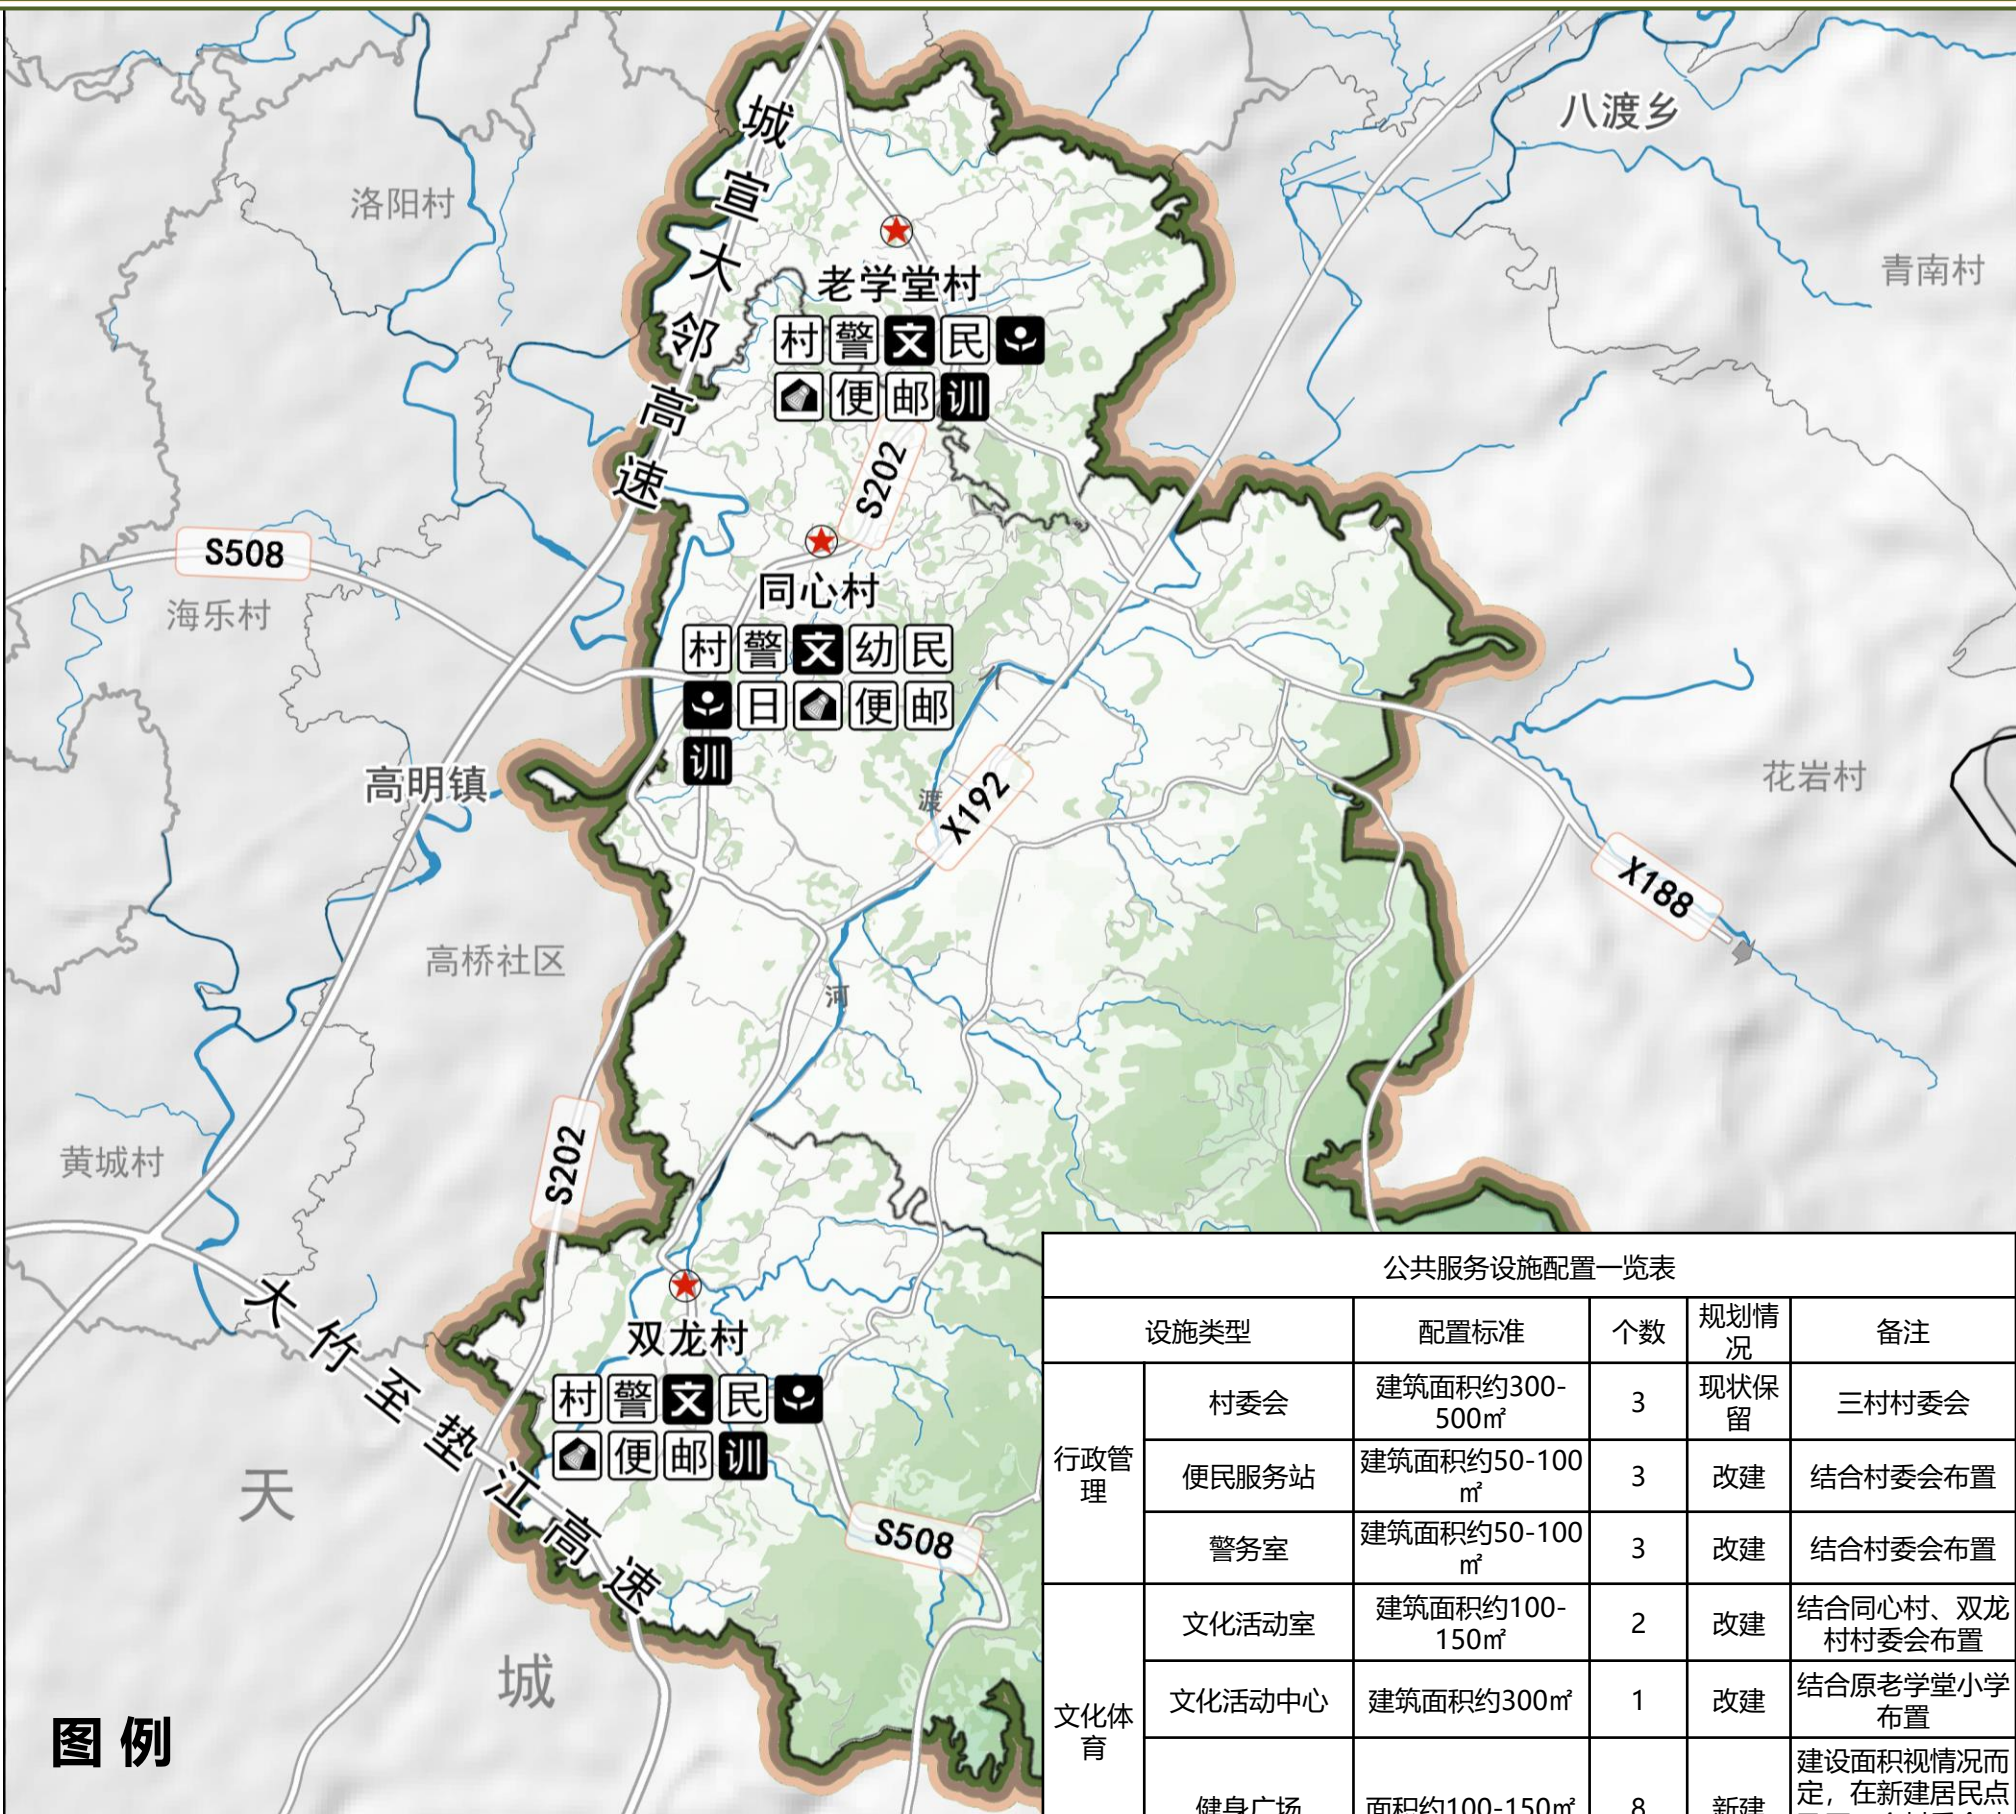 城宣大邻高速
八渡乡
洛阳村
青南村
老学堂村
村 警 文 民
便 邮 训
S202
S508
同心村
海乐村
村 警 文 幼 民
日 便 邮
训
八
高明镇
花岩村
渡
X192
X188
高桥社区
河
黄城村
S202
大竹至垫江高速
双龙村
村 警 文 民
便 邮 训
天
S508
城
图 例
公共服务设施配置一览表
设施类型 配置标准 个数 规划情况 备注
行政管理 村委会 建筑面积约300-500㎡ 3 现状保留 三村村委会
便民服务站 建筑面积约50-100㎡ 3 改建 结合村委会布置
警务室 建筑面积约50-100㎡ 3 改建 结合村委会布置
文化体育 文化活动室 建筑面积约100-150㎡ 2 改建 结合同心村、双龙村村委会布置
文化活动中心 建筑面积约300㎡ 1 改建 结合原老学堂小学布置
健身广场 面积约100-150㎡ 8 新建 建设面积视情况而定，在新建居民点